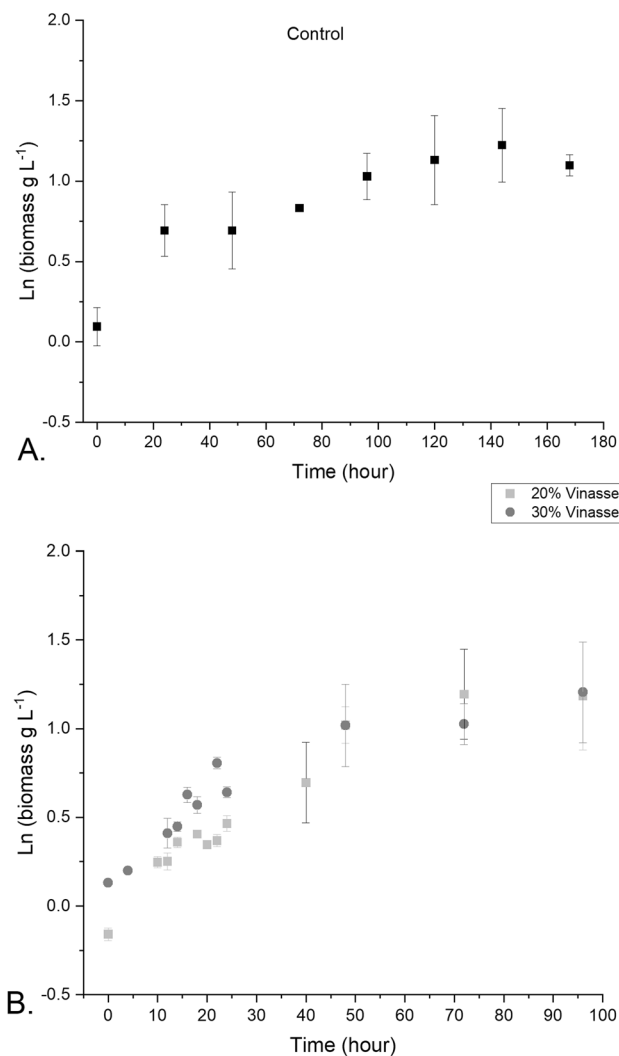 2.0
Control
1.5
1.0
0.5
0.0
-0.5
Ln (biomass g L⁻¹)
0 20 40 60 80 100 120 140 160 180
A.
Time (hour)
20% Vinasse
30% Vinasse
2.0
1.5
1.0
0.5
0.0
-0.5
Ln (biomass g L⁻¹)
0 10 20 30 40 50 60 70 80 90 100
B.
Time (hour)